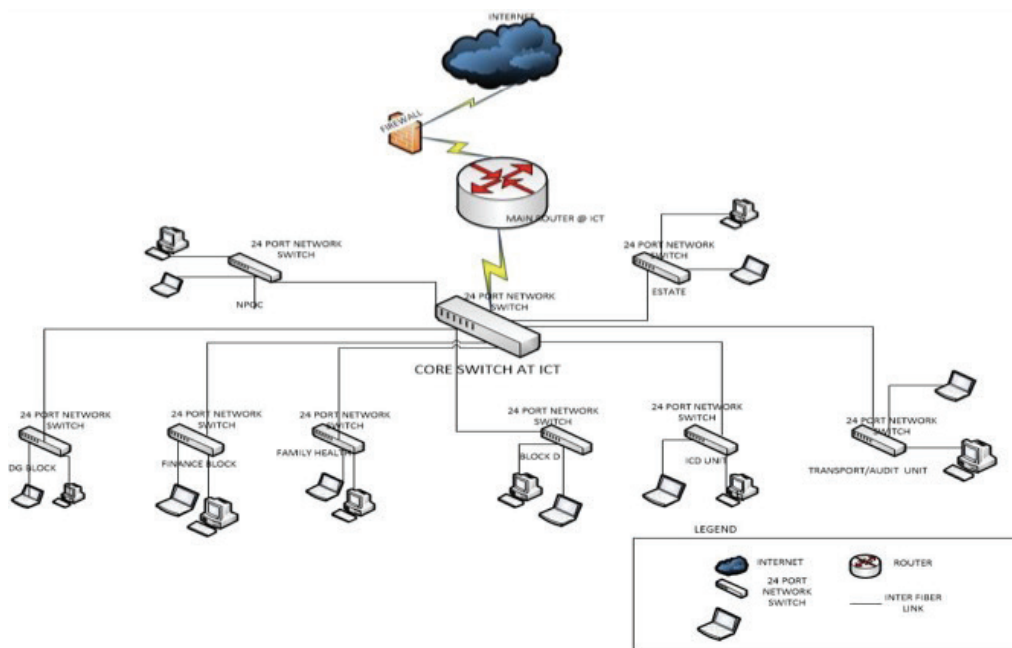 INTERNET
FIREWALL
MAIN ROUTER @ ICT
24 PORT NETWORK
SWITCH
NPOC
24 PORT NETWORK
SWITCH
ESTATE
24 PORT NETWORK
SWITCH
CORE SWITCH AT ICT
24 PORT NETWORK
SWITCH
DG BLOCK
24 PORT NETWORK
SWITCH
FINANCE BLOCK
24 PORT NETWORK
SWITCH
FAMILY HEALTH
24 PORT NETWORK
SWITCH
BLOCK D
24 PORT NETWORK
SWITCH
ICD UNIT
24 PORT NETWORK
SWITCH
TRANSPORT/AUDIT UNIT
LEGEND
INTERNET
ROUTER
24 PORT
NETWORK
SWITCH
INTER FIBER
LINK